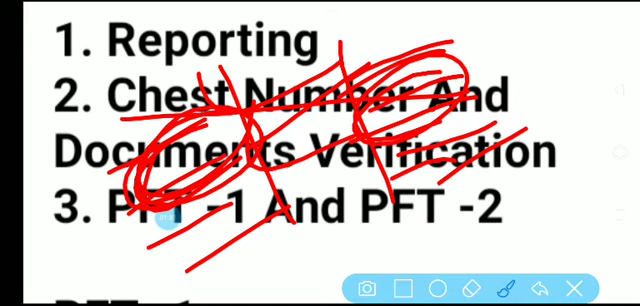 1. Reporting
2. Chest Number And
Documents Verification
3. PFT -1 And PFT -2